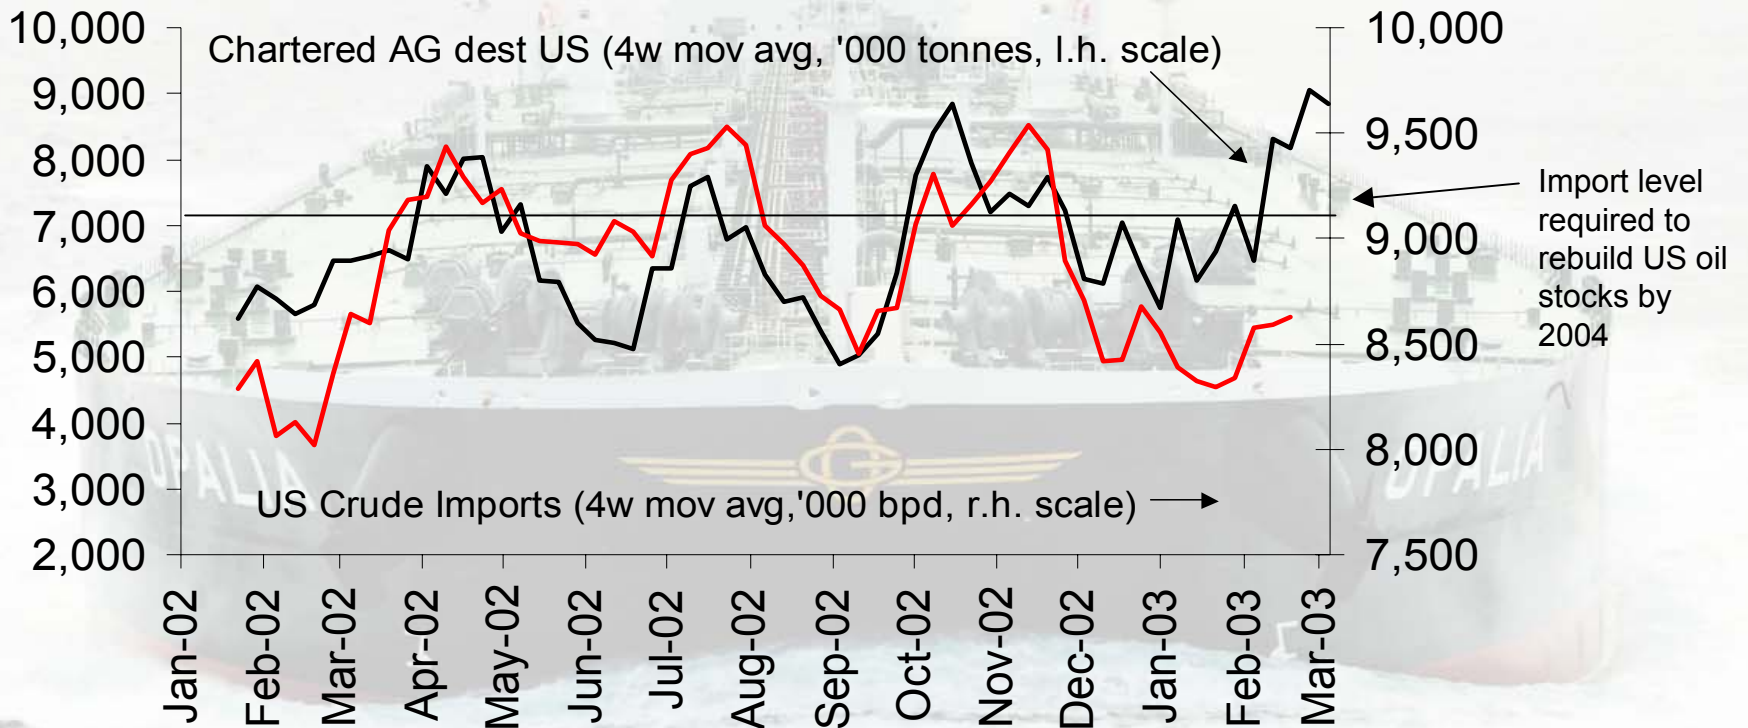 Chartered AG dest US (4w mov avg, '000 tonnes, l.h. scale)
10,000
9,000
8,000
7,000
6,000
5,000
4,000
3,000
2,000
10,000
9,500
9,000
8,500
8,000
7,500
Import level
required to
rebuild US oil
stocks by
2004
OPALIA
OPALIA
US Crude Imports (4w mov avg,'000 bpd, r.h. scale)
Jan-02
Feb-02
Mar-02
Apr-02
May-02
Jun-02
Jul-02
Aug-02
Sep-02
Oct-02
Nov-02
Dec-02
Jan-03
Feb-03
Mar-03